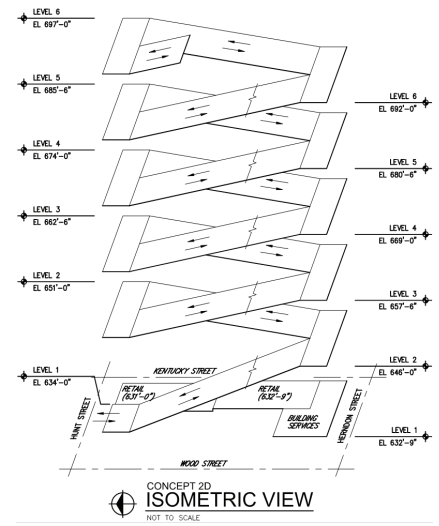 LEVEL 6
EL 697'-0"
LEVEL 5
EL 685'-6"
LEVEL 6
EL 692'-0"
LEVEL 4
EL 674'-0"
LEVEL 5
EL 680'-6"
LEVEL 3
EL 662'-6"
LEVEL 4
EL 669'-0"
LEVEL 2
EL 651'-0"
LEVEL 3
EL 657'-6"
LEVEL 1
EL 634'-0"
LEVEL 2
EL 646'-0"
KENTUCKY STREET
RETAIL
(631'-0")
RETAIL
(632'-9")
HUNT STREET
BUILDING
SERVICES
HERNDON STREET
LEVEL 1
EL 632'-9"
WOOD STREET
CONCEPT 2D
ISOMETRIC VIEW
NOT TO SCALE